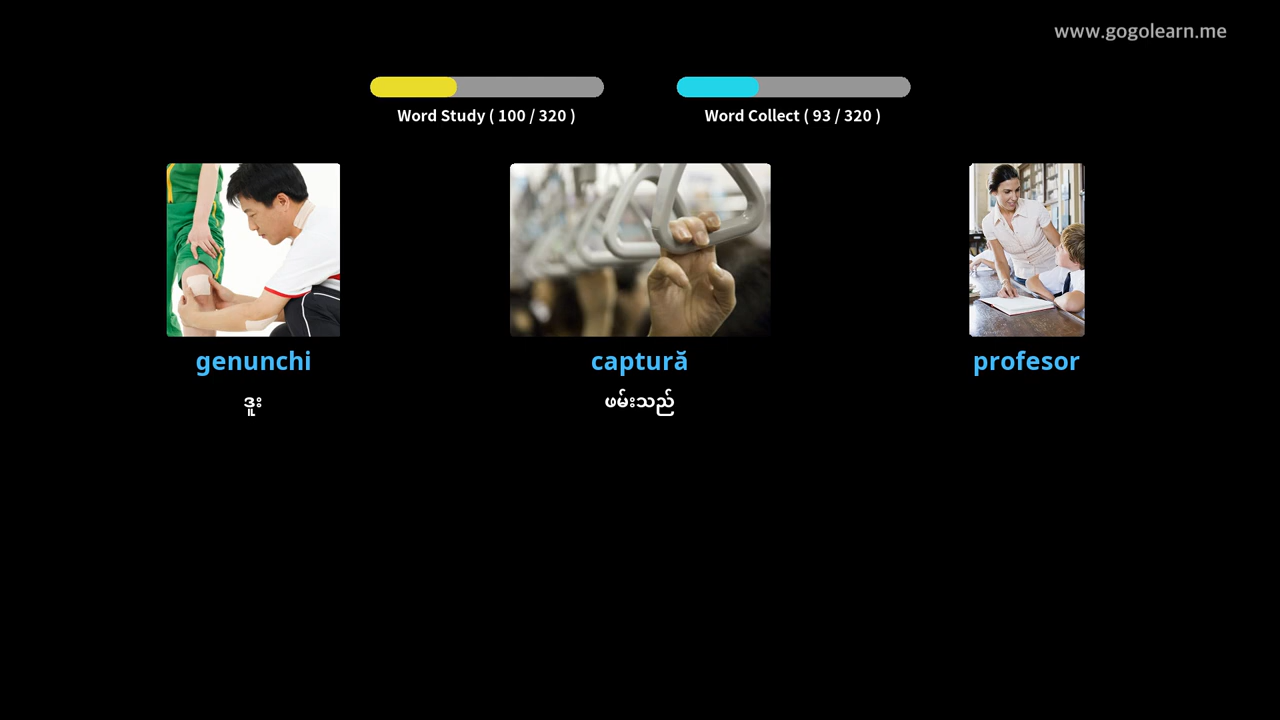 www.gogolearn.me
Word Study ( 100 / 320 )
Word Collect ( 93 / 320 )
genunchi
captură
profesor
ဒူး
ဖမ်းသည်